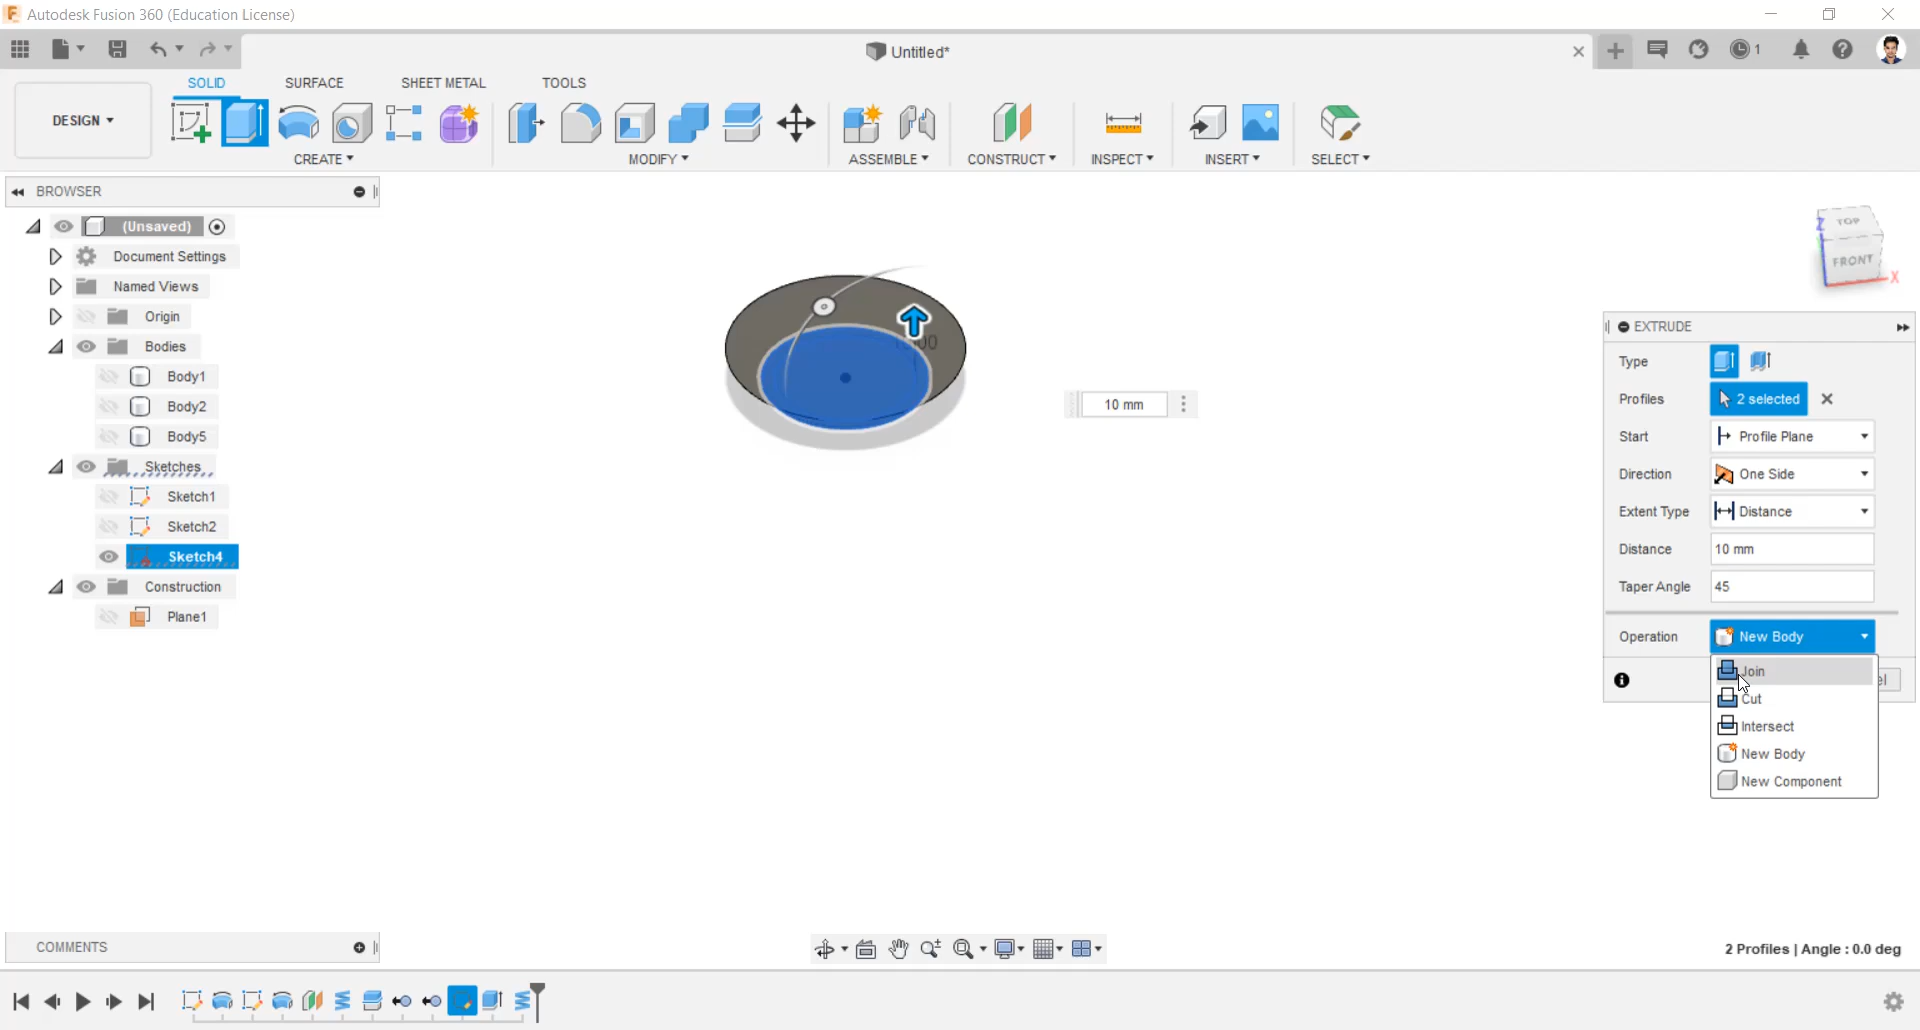 Autodesk Fusion 360 (Education License)
Untitled*
1
DESIGN
SOLID
SURFACE
SHEET METAL
TOOLS
CREATE
MODIFY
ASSEMBLE
CONSTRUCT
INSPECT
INSERT
SELECT
BROWSER
(Unsaved)
Document Settings
Named Views
Origin
Bodies
Body1
Body2
Body5
Sketches
Sketch1
Sketch2
Sketch4
Construction
Plane1
TOP
FRONT
Z
X
10 mm
EXTRUDE
Type
Profiles
2 selected
Start
Profile Plane
Direction
One Side
Extent Type
Distance
Distance
10 mm
Taper Angle
45
Operation
New Body
Join
Cut
Intersect
New Body
New Component
COMMENTS
2 Profiles | Angle : 0.0 deg